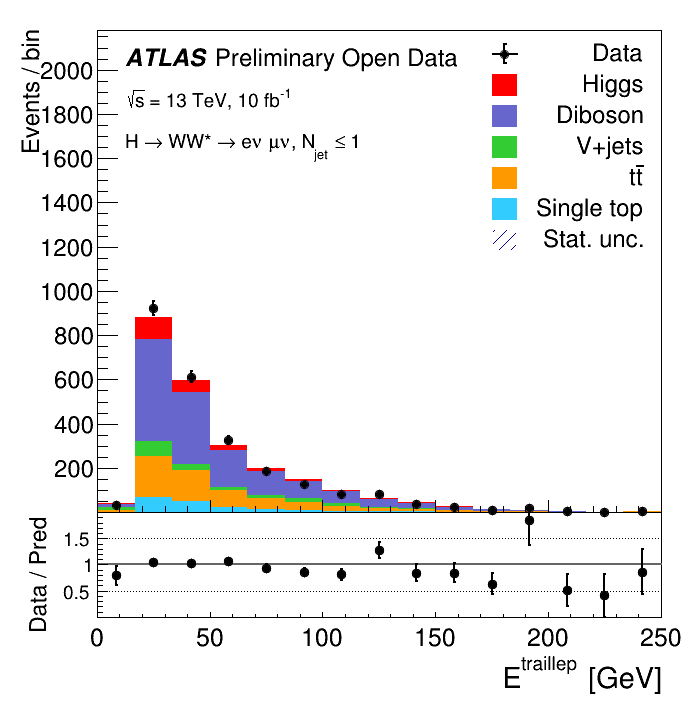 ATLAS Preliminary Open Data
√s = 13 TeV, 10 fb⁻¹
H → WW* → eν μν, N_jet ≤ 1
Data
Higgs
Diboson
V+jets
tt̄
Single top
Stat. unc.
Events / bin
2000
1800
1600
1400
1200
1000
800
600
400
200
Data / Pred
1.5
1
0.5
0 50 100 150 200 250
E^traillep [GeV]